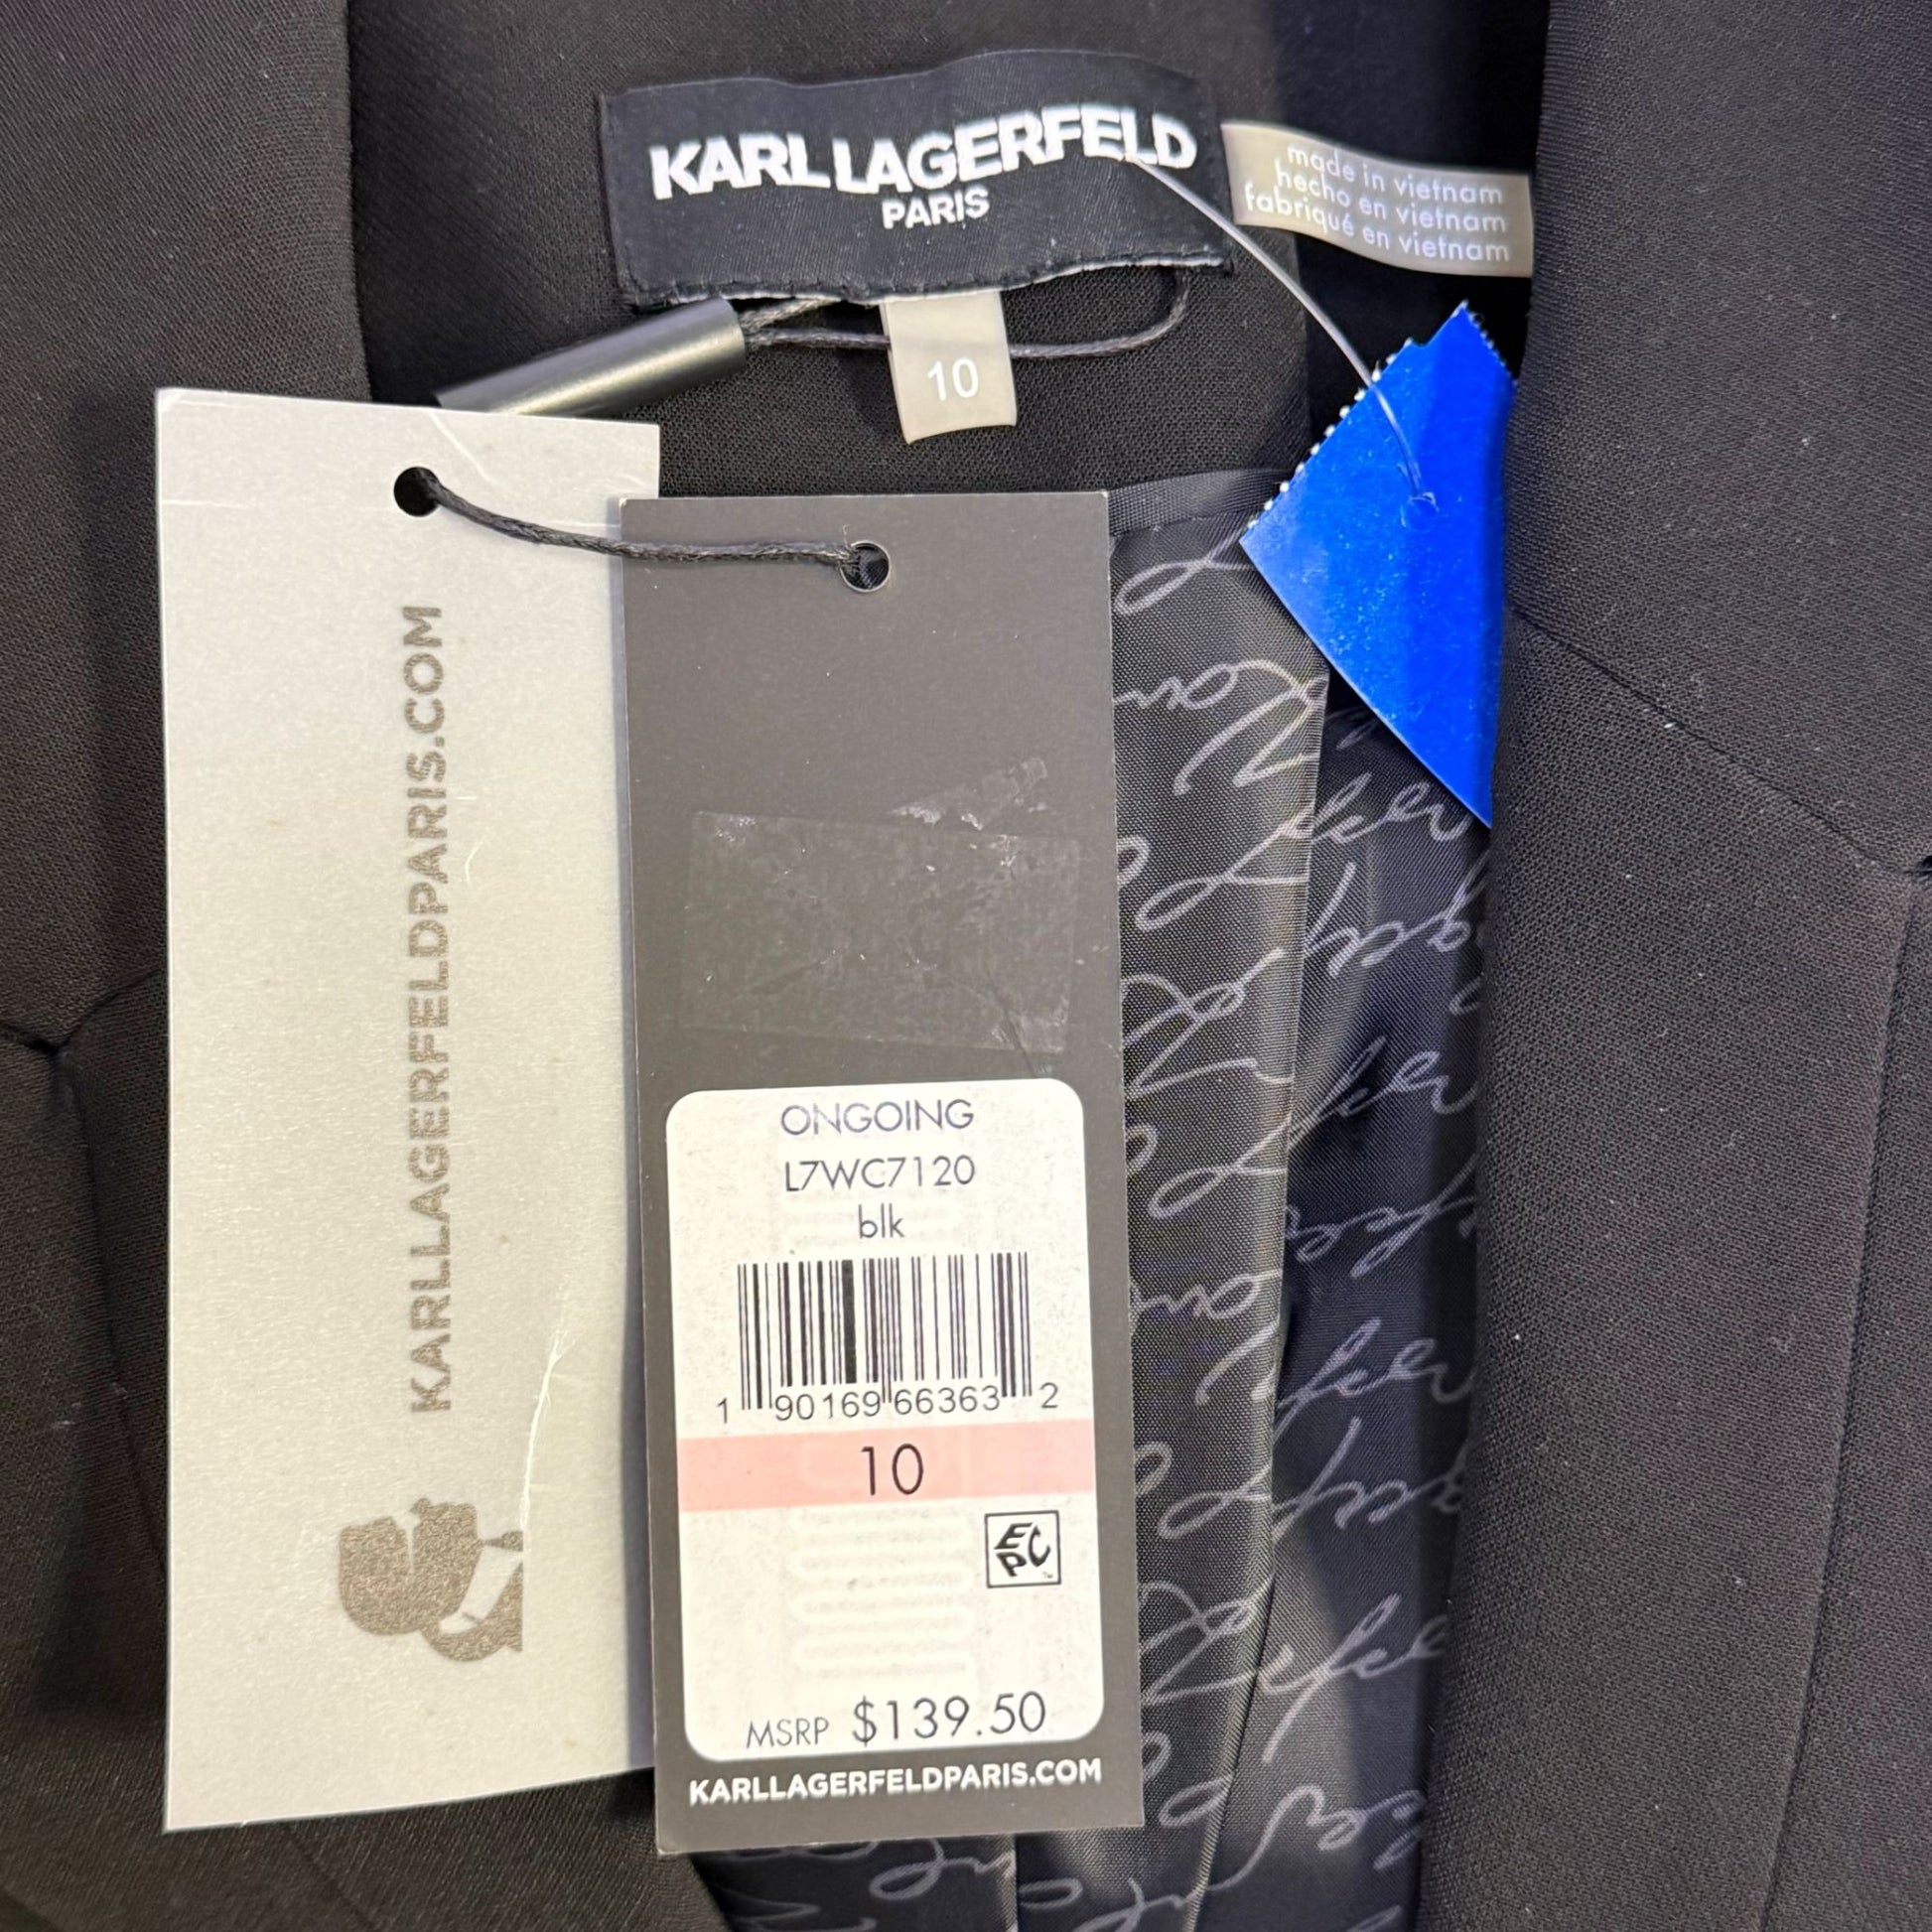 KARL LAGERFELD
PARIS
made in vietnam
hecho en vietnam
fabriqué en vietnam
10
KARLLAGERFELDPARIS.COM
ONGOING
L7WC7120
blk
1 90169 66363 2
10
EPC
MSRP $139.50
KARLLAGERFELDPARIS.COM